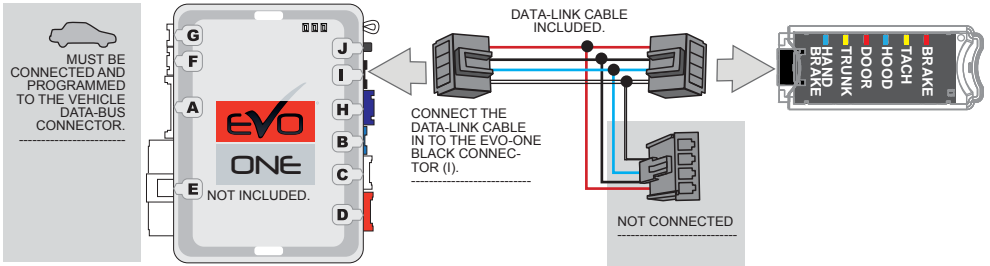 MUST BE
CONNECTED AND
PROGRAMMED
TO THE VEHICLE
DATA-BUS
CONNECTOR.
-------------------------
G
F
A
E
J
I
H
B
C
D
EVO
ONE
NOT INCLUDED.
DATA-LINK CABLE
INCLUDED.
CONNECT THE
DATA-LINK CABLE
IN TO THE EVO-ONE
BLACK CONNEC-
TOR (I).
----------------------------
NOT CONNECTED
----------------------------
BRAKE
TACH
HOOD
DOOR
TRUNK
HAND
BRAKE